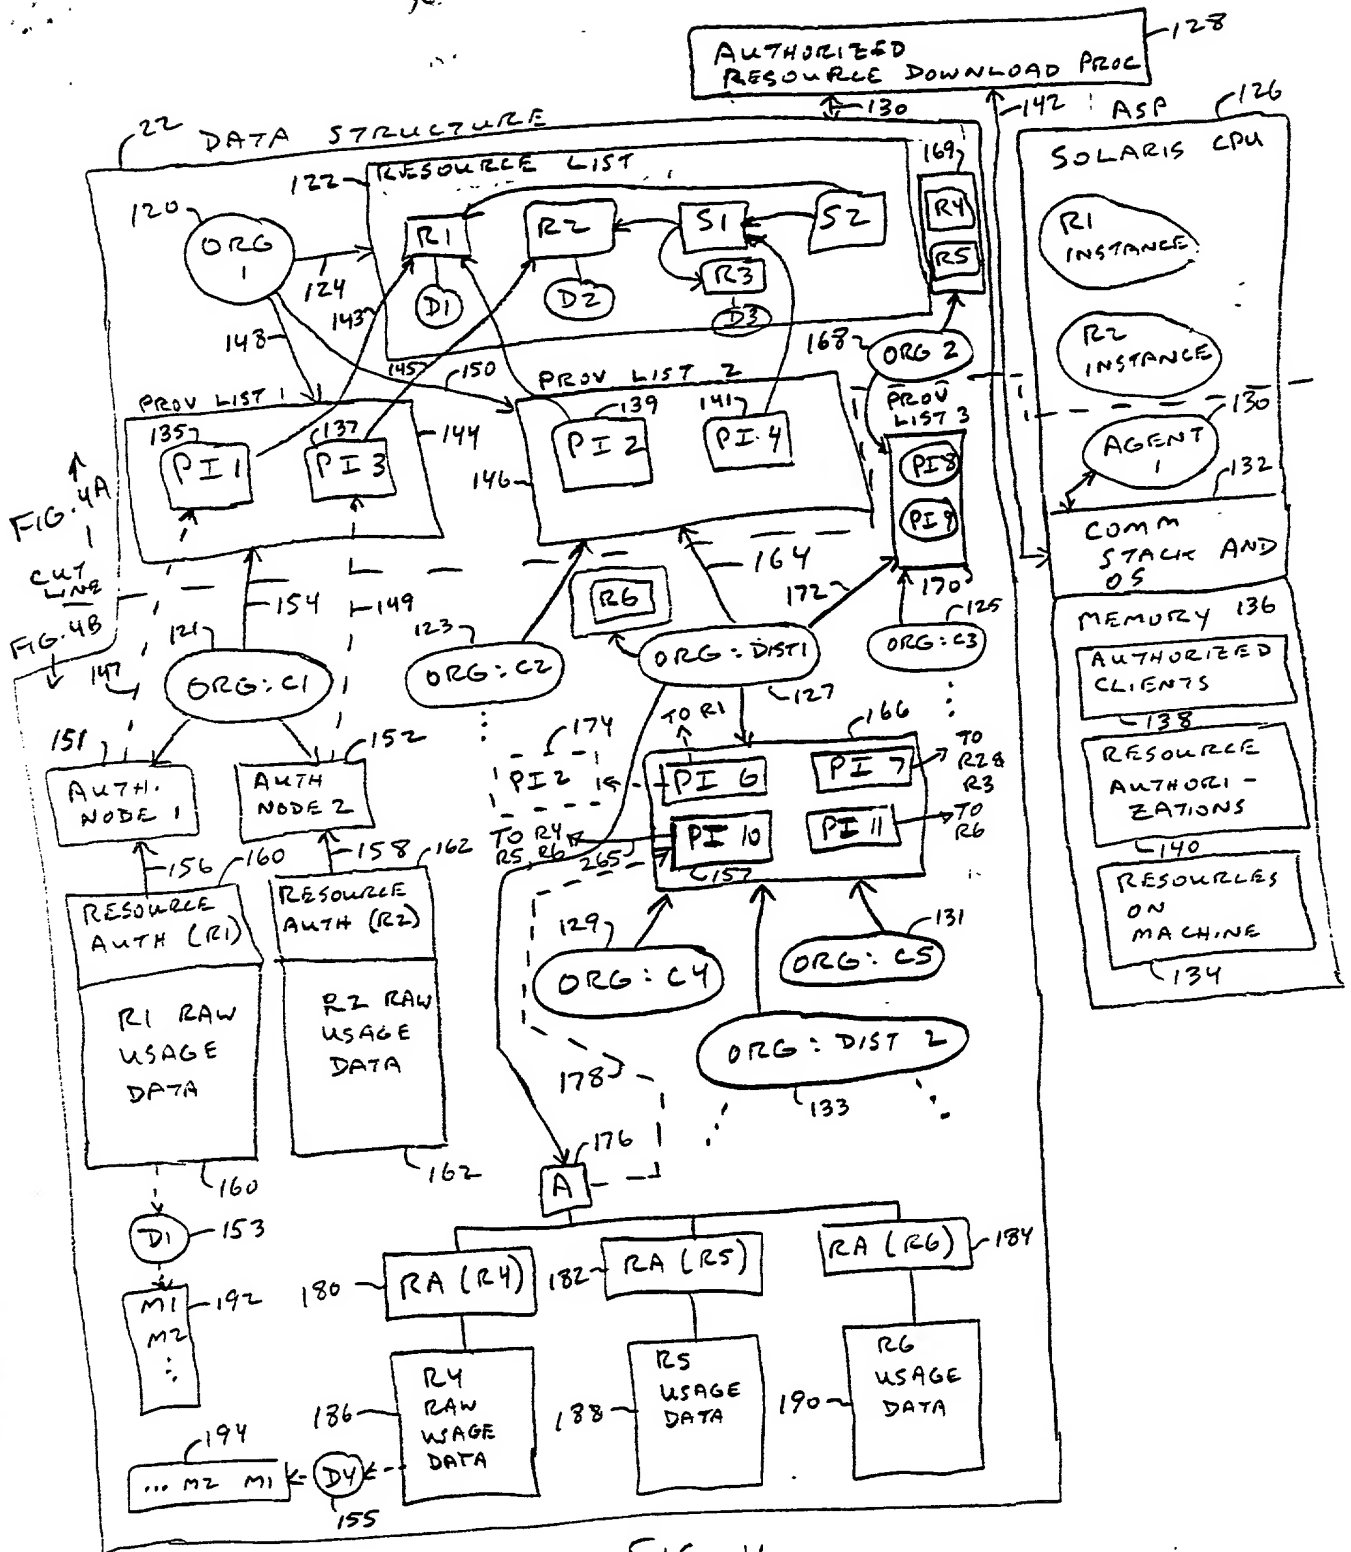 AUTHORIZED
RESOURCE DOWNLOAD PROC
128
130
142
ASP
126
22
DATA STRUCTURE
SOLARIS CPU
122
RESOURCE LIST
169
120
ORG
1
R1
R2
S1
S2
R4
R5
R3
R1
INSTANCE
124
D1
D2
D3
143
148
168
ORG 2
R2
INSTANCE
145
150
PROV LIST 1
PROV LIST 2
PROV
LIST 3
135
137
139
141
144
130
PI 1
PI 3
PI 2
PI 4
AGENT
1
146
PI 8
132
FIG. 4A
PI 9
COMM
STACK AND
OS
CUT
LINE
164
170
154
149
R6
172
FIG. 4B
121
123
125
MEMORY 136
147
ORG: C1
ORG: C2
ORG: DIST 1
ORG: C3
AUTHORIZED
CLIENTS
127
138
TO R1
166
151
152
174
AUTH.
NODE 1
AUTH
NODE 2
PI 2
PI 6
PI 7
TO
R2 &
R3
RESOURCE
AUTHORI-
ZATIONS
TO R4
R5 R6
PI 10
PI 11
TO
R6
140
156
160
158
162
265
157
RESOURCE
AUTH (R1)
RESOURCE
AUTH (R2)
RESOURCES
ON
MACHINE
129
131
134
ORG: C4
ORG: C5
R1 RAW
USAGE
DATA
R2 RAW
USAGE
DATA
ORG: DIST 2
178
133
176
160
162
A
D1
153
RA (R4)
RA (R5)
RA (R6)
180
182
184
M1
M2
192
R4
RAW
USAGE
DATA
R5
USAGE
DATA
R6
USAGE
DATA
186
188
190
194
... M2 M1
D4
155